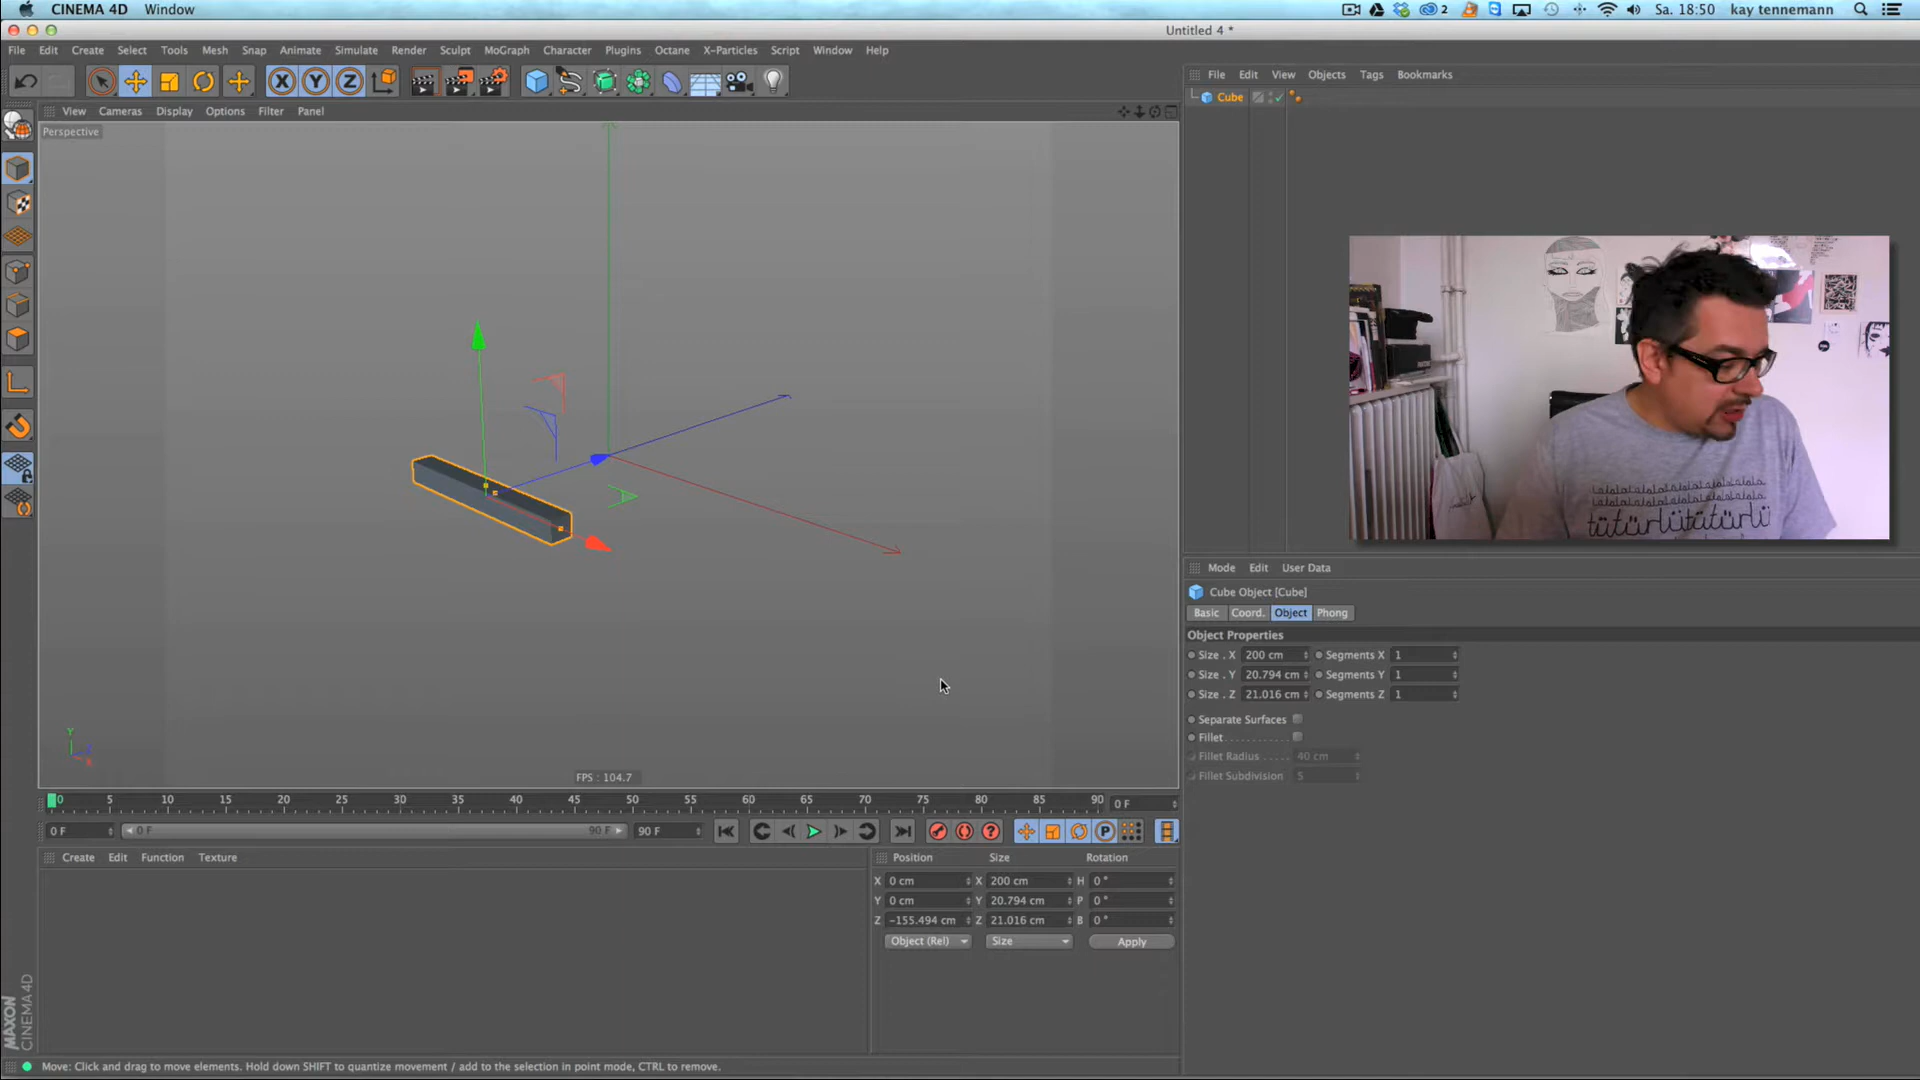 CINEMA 4D Window
2 Sa. 18:50 kay tennemann
Untitled 4 *
File Edit Create Select Tools Mesh Snap Animate Simulate Render Sculpt MoGraph Character Plugins Octane X-Particles Script Window Help
X Y Z
File Edit View Objects Tags Bookmarks
Cube
View Cameras Display Options Filter Panel
Perspective
tütürlütütürlü
Y
Z
X
FPS : 104.7
Mode Edit User Data
Cube Object [Cube]
Basic Coord. Object Phong
Object Properties
Size . X 200 cm Segments X 1
Size . Y 20.794 cm Segments Y 1
Size . Z 21.016 cm Segments Z 1
Separate Surfaces
Fillet . . . . . . . .
Fillet Radius . . . . . 40 cm
Fillet Subdivision 5
0 5 10 15 20 25 30 35 40 45 50 55 60 65 70 75 80 85 90 0 F
0 F 0 F 90 F 90 F P
Create Edit Function Texture
Position Size Rotation
X 0 cm X 200 cm H 0 °
Y 0 cm Y 20.794 cm P 0 °
Z -155.494 cm Z 21.016 cm B 0 °
Object (Rel) Size Apply
MAXON
CINEMA 4D
Move: Click and drag to move elements. Hold down SHIFT to quantize movement / add to the selection in point mode, CTRL to remove.